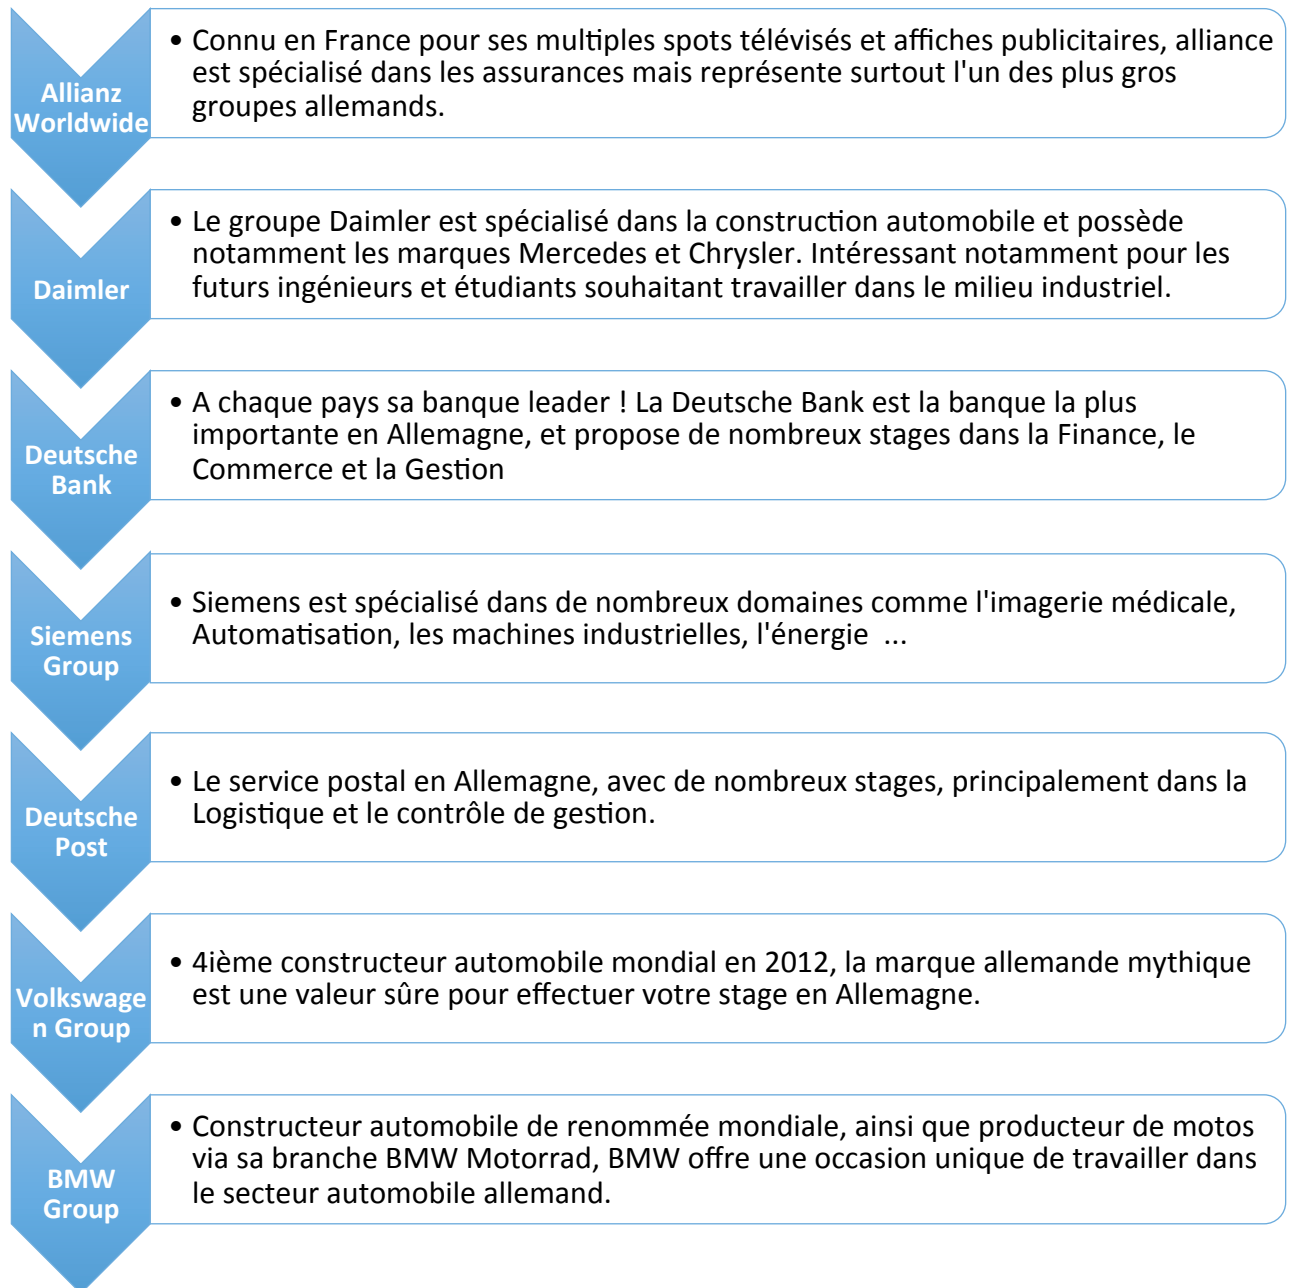 Allianz
Worldwide
• Connu en France pour ses multiples spots télévisés et affiches publicitaires, alliance
est spécialisé dans les assurances mais représente surtout l'un des plus gros
groupes allemands.
Daimler
• Le groupe Daimler est spécialisé dans la construction automobile et possède
notamment les marques Mercedes et Chrysler. Intéressant notamment pour les
futurs ingénieurs et étudiants souhaitant travailler dans le milieu industriel.
Deutsche
Bank
• A chaque pays sa banque leader ! La Deutsche Bank est la banque la plus
importante en Allemagne, et propose de nombreux stages dans la Finance, le
Commerce et la Gestion
Siemens
Group
• Siemens est spécialisé dans de nombreux domaines comme l'imagerie médicale,
Automatisation, les machines industrielles, l'énergie ...
Deutsche
Post
• Le service postal en Allemagne, avec de nombreux stages, principalement dans la
Logistique et le contrôle de gestion.
Volkswage
n Group
• 4ième constructeur automobile mondial en 2012, la marque allemande mythique
est une valeur sûre pour effectuer votre stage en Allemagne.
BMW
Group
• Constructeur automobile de renommée mondiale, ainsi que producteur de motos
via sa branche BMW Motorrad, BMW offre une occasion unique de travailler dans
le secteur automobile allemand.